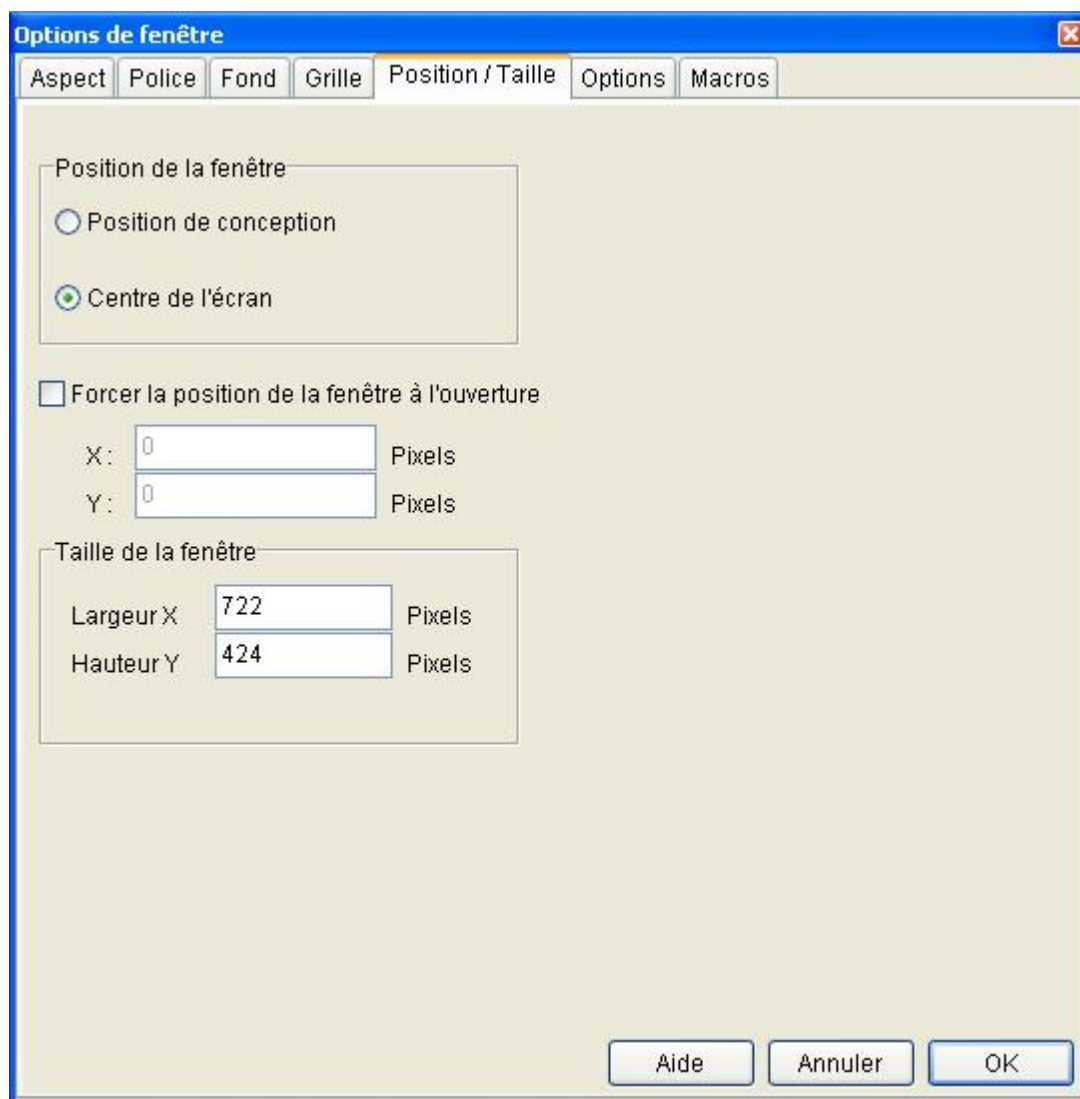 Options de fenêtre
Aspect Police Fond Grille Position / Taille Options Macros
Position de la fenêtre
Position de conception
Centre de l'écran
Forcer la position de la fenêtre à l'ouverture
X : 0 Pixels
Y : 0 Pixels
Taille de la fenêtre
Largeur X 722 Pixels
Hauteur Y 424 Pixels
Aide Annuler OK